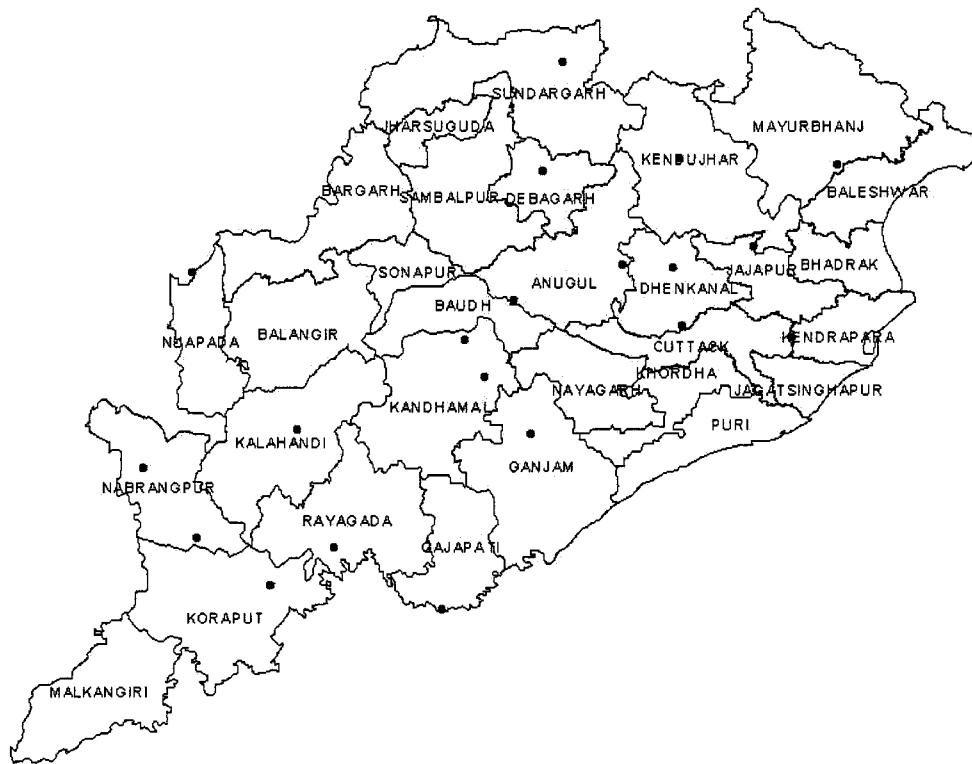 SUNDARGARH
JHARSUGUDA
MAYURBHANJ
KENDUJHAR
BARGARH
SAMBALPUR
DEBAGARH
BALESHWAR
SONAPUR
ANUGUL
JAJAPUR
BHADRAK
DHENKANAL
BAUDH
NUAPADA
BALANGIR
CUTTACK
KENDRAPARA
KHORDHA
NAYAGARH
JAGATSINGHAPUR
KANDHAMAL
PURI
KALAHANDI
GANJAM
NABRANGPUR
RAYAGADA
GAJAPATI
KORAPUT
MALKANGIRI